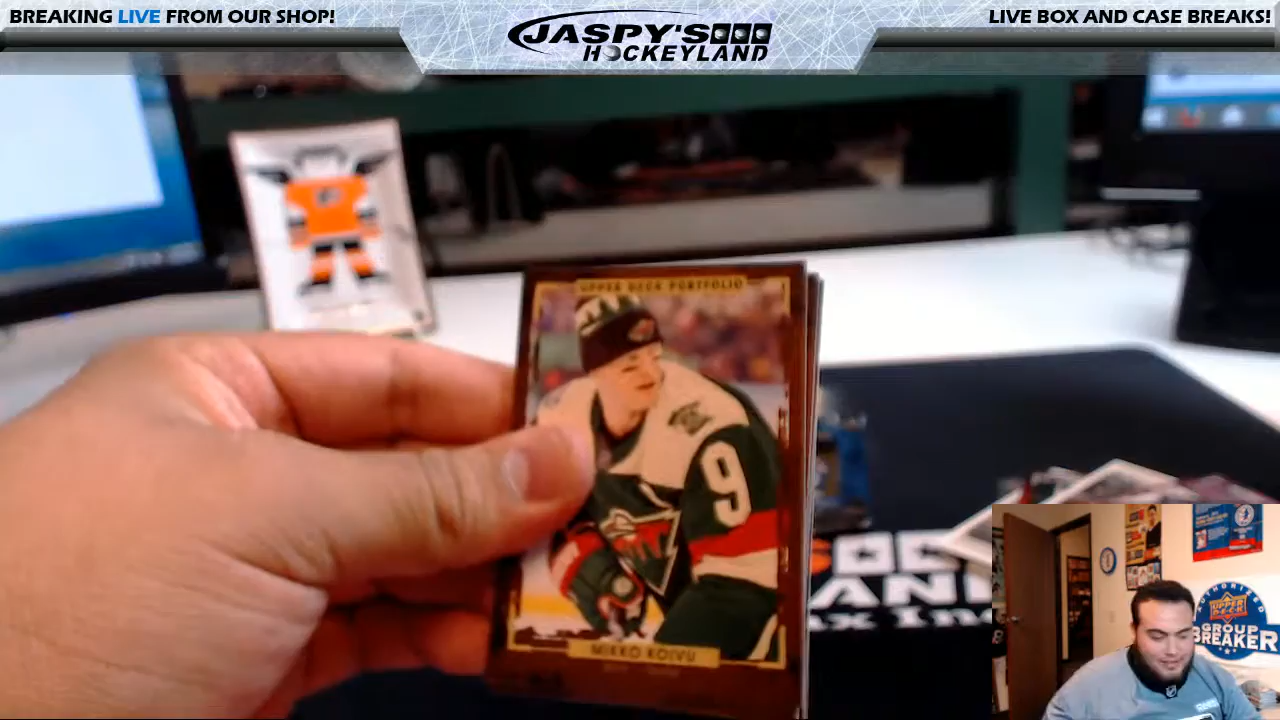 BREAKING LIVE FROM OUR SHOP!
JASPY'S
HOCKEYLAND
LIVE BOX AND CASE BREAKS!
UPPER DECK PORTFOLIO
9
MIKKO KOIVU
AUTHORIZED
UPPER DECK
GROUP
BREAKER